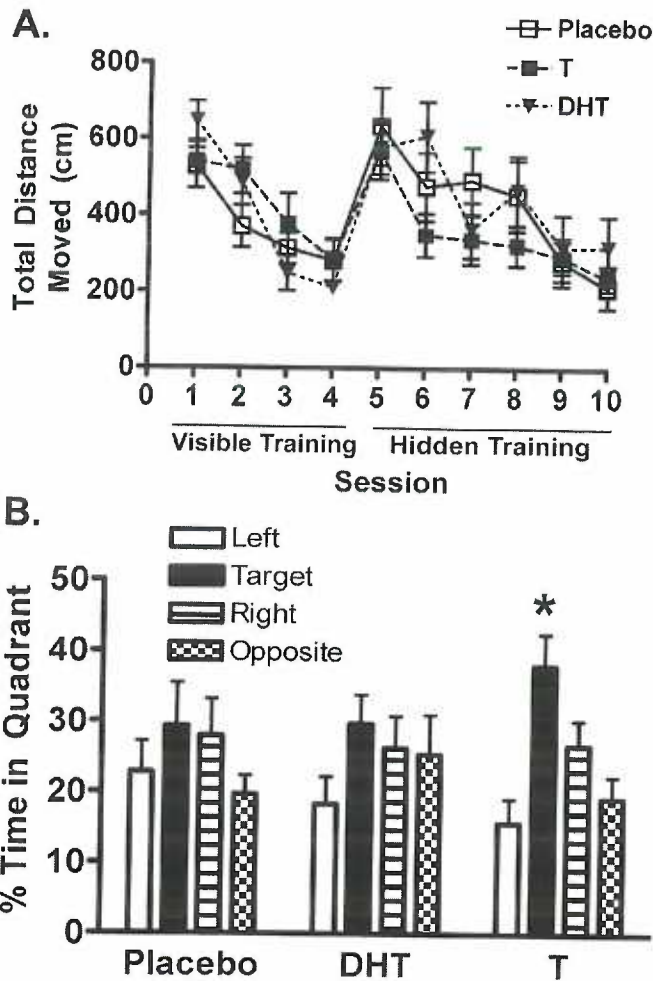 A.
Placebo
T
DHT
Total Distance
Moved (cm)
800
600
400
200
0
0 1 2 3 4 5 6 7 8 9 10
Visible Training Hidden Training
Session
B.
Left
Target
Right
Opposite
% Time in Quadrant
50
40
30
20
10
0
*
Placebo DHT T